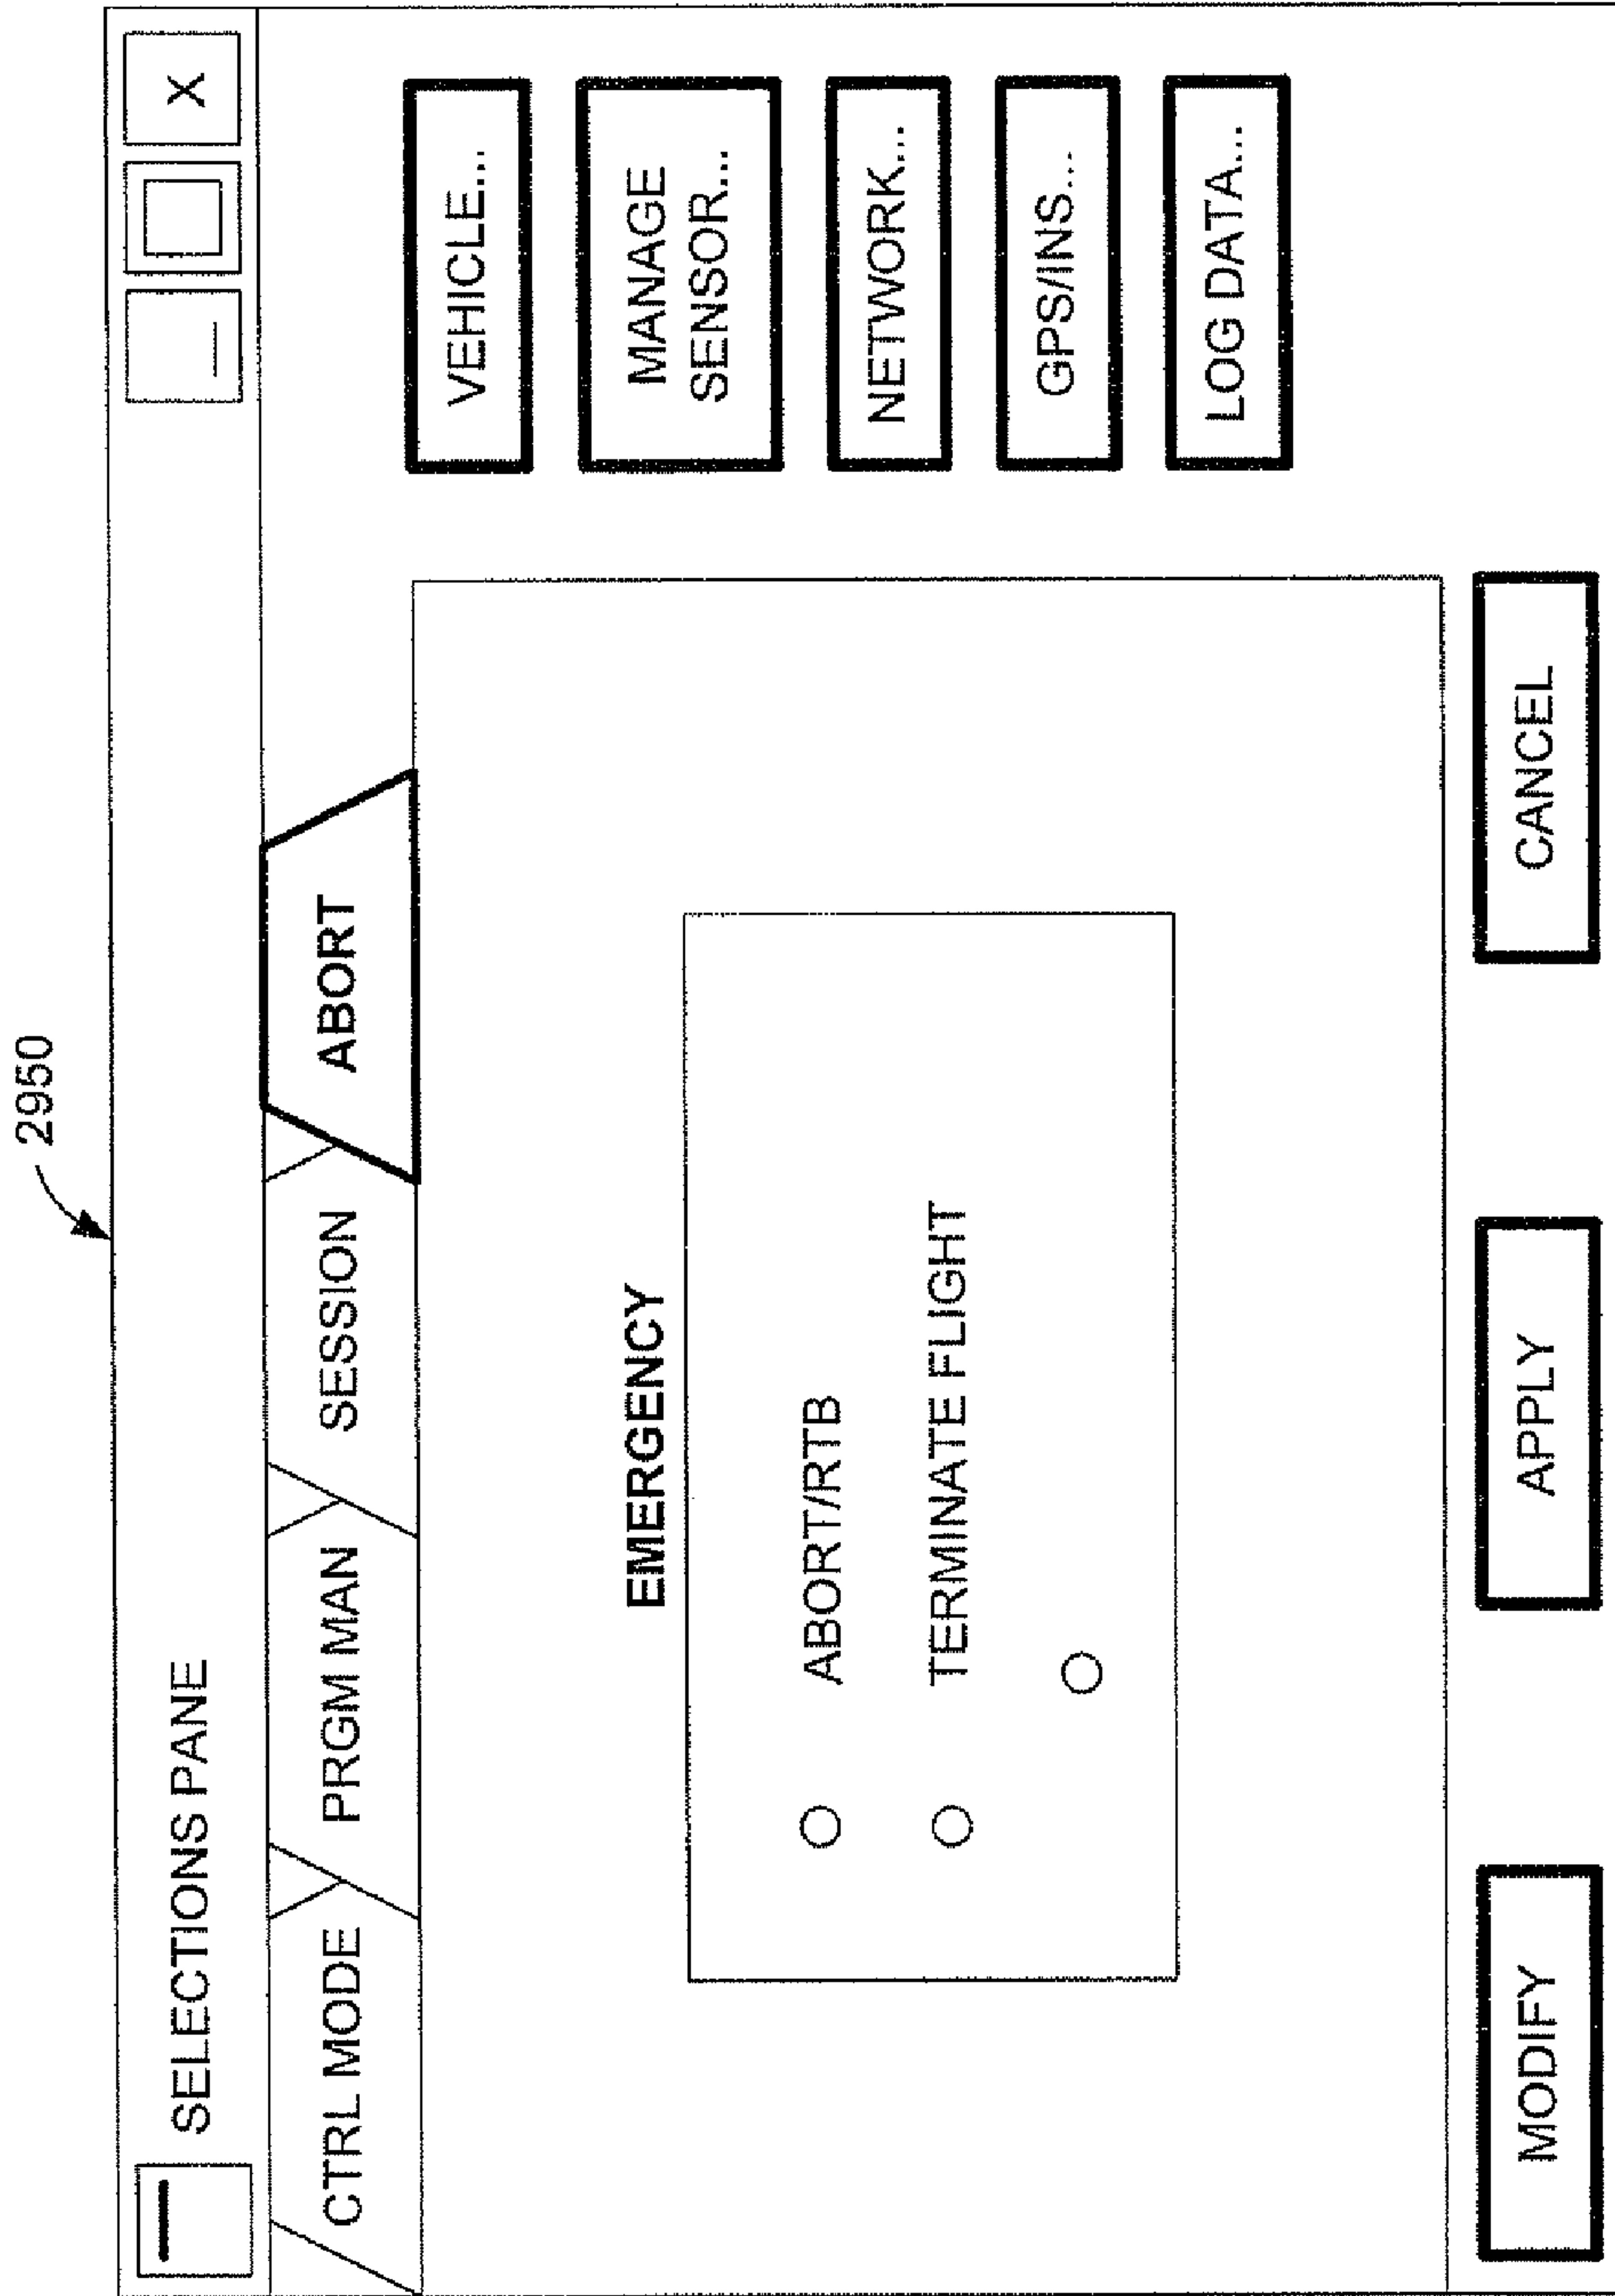 2950
SELECTIONS PANE
X
CTRL MODE
PRGM MAN
SESSION
ABORT
EMERGENCY
ABORT/RTB
TERMINATE FLIGHT
VEHICLE...
MANAGE
SENSOR...
NETWORK...
GPS/INS...
LOG DATA...
MODIFY
APPLY
CANCEL